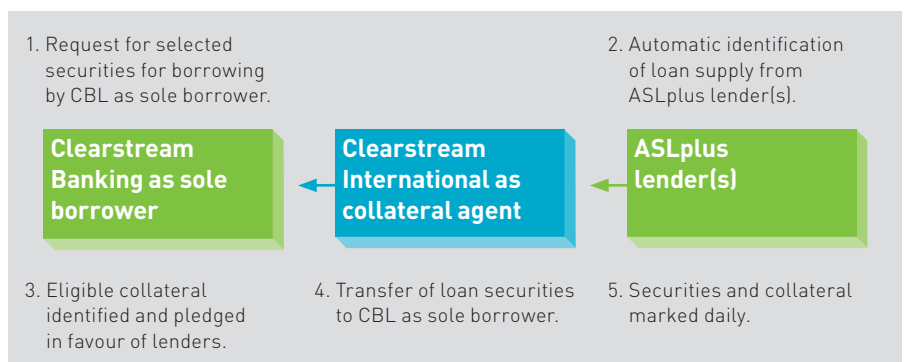 1. Request for selected
securities for borrowing
by CBL as sole borrower.
2. Automatic identification
of loan supply from
ASLplus lender(s).
Clearstream
Banking as sole
borrower
Clearstream
International as
collateral agent
ASLplus
lender(s)
3. Eligible collateral
identified and pledged
in favour of lenders.
4. Transfer of loan securities
to CBL as sole borrower.
5. Securities and collateral
marked daily.